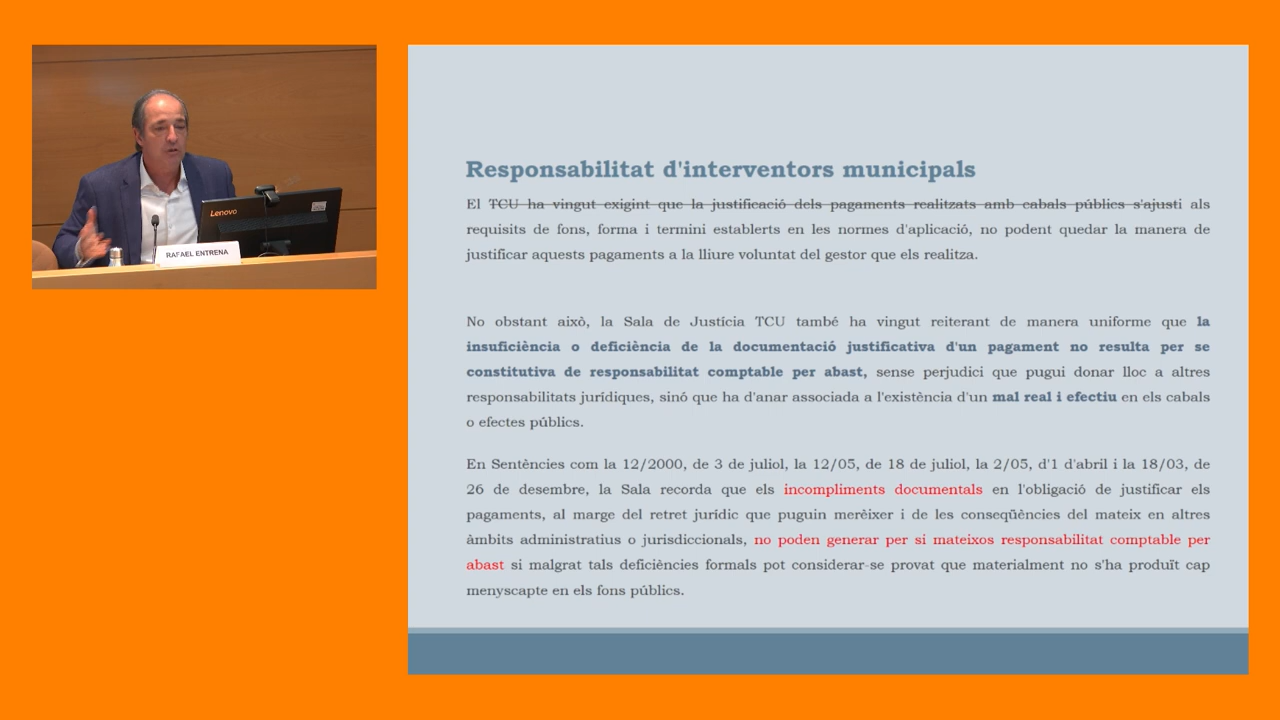 Lenovo
RAFAEL ENTRENA
Responsabilitat d'interventors municipals
El TCU ha vingut exigint que la justificació dels pagaments realitzats amb cabals públics s'ajusti als
requisits de fons, forma i termini establerts en les normes d'aplicació, no podent quedar la manera de
justificar aquests pagaments a la lliure voluntat del gestor que els realitza.
No obstant això, la Sala de Justícia TCU també ha vingut reiterant de manera uniforme que la
insuficiència o deficiència de la documentació justificativa d'un pagament no resulta per se
constitutiva de responsabilitat comptable per abast, sense perjudici que pugui donar lloc a altres
responsabilitats jurídiques, sinó que ha d'anar associada a l'existència d'un mal real i efectiu en els cabals
o efectes públics.
En Sentències com la 12/2000, de 3 de juliol, la 12/05, de 18 de juliol, la 2/05, d'1 d'abril i la 18/03, de
26 de desembre, la Sala recorda que els incompliments documentals en l'obligació de justificar els
pagaments, al marge del retret jurídic que puguin merèixer i de les conseqüències del mateix en altres
àmbits administratius o jurisdiccionals, no poden generar per si mateixos responsabilitat comptable per
abast si malgrat tals deficiències formals pot considerar-se provat que materialment no s'ha produït cap
menyscapte en els fons públics.